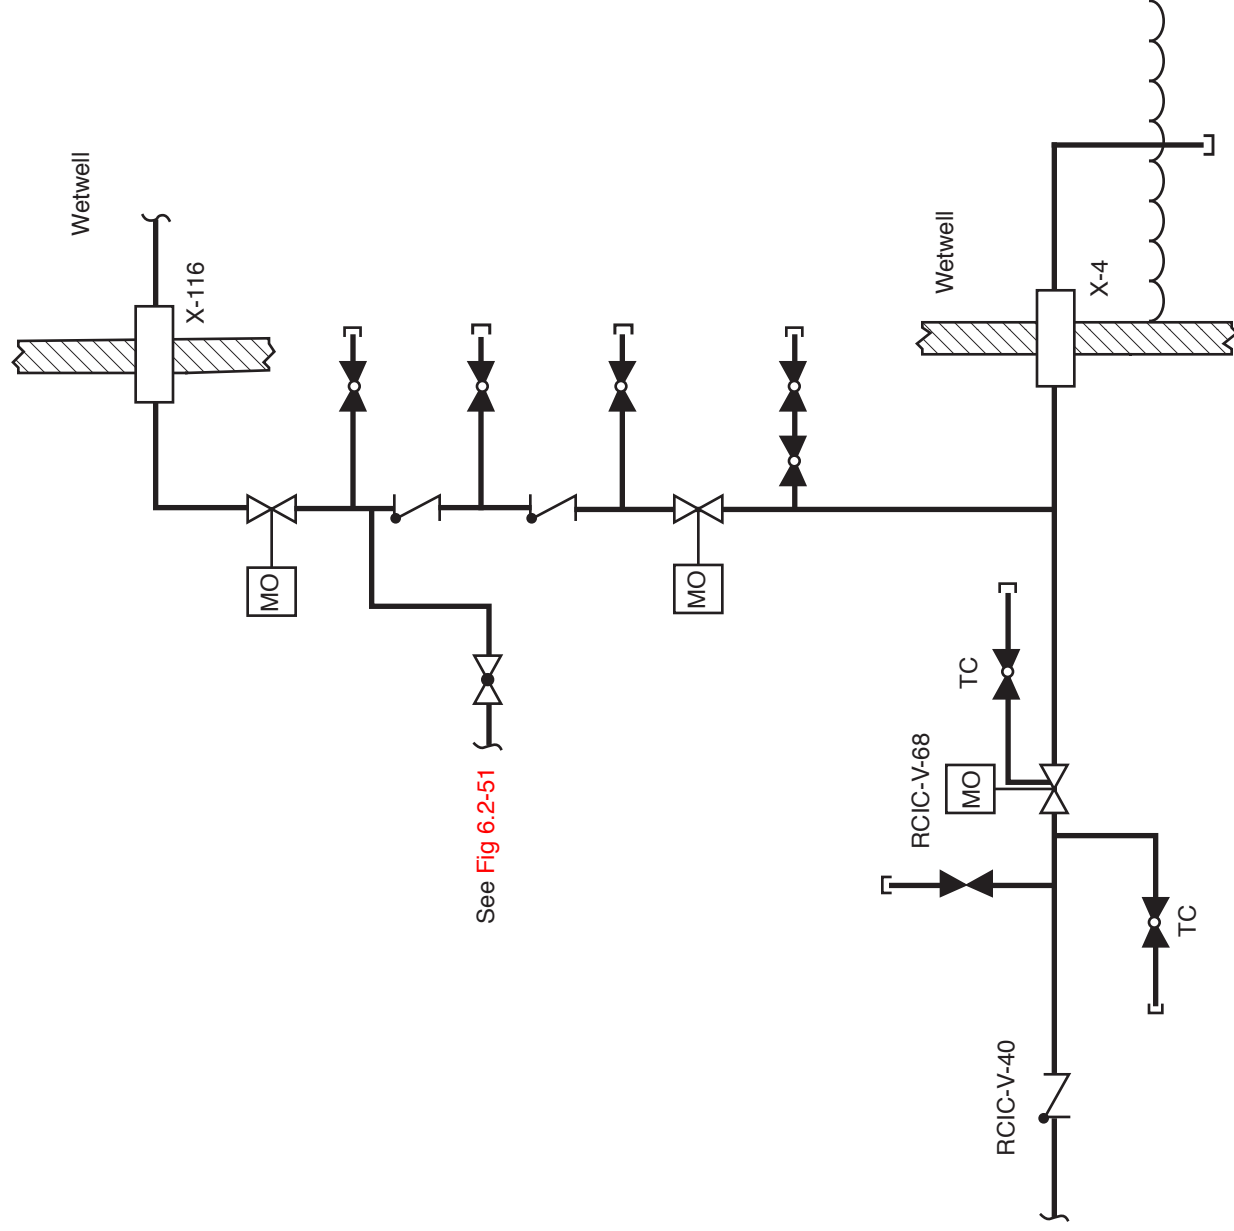 Wetwell
X-116
MO
MO
See Fig 6.2-51
Wetwell
X-4
TC
MO
RCIC-V-68
TC
RCIC-V-40